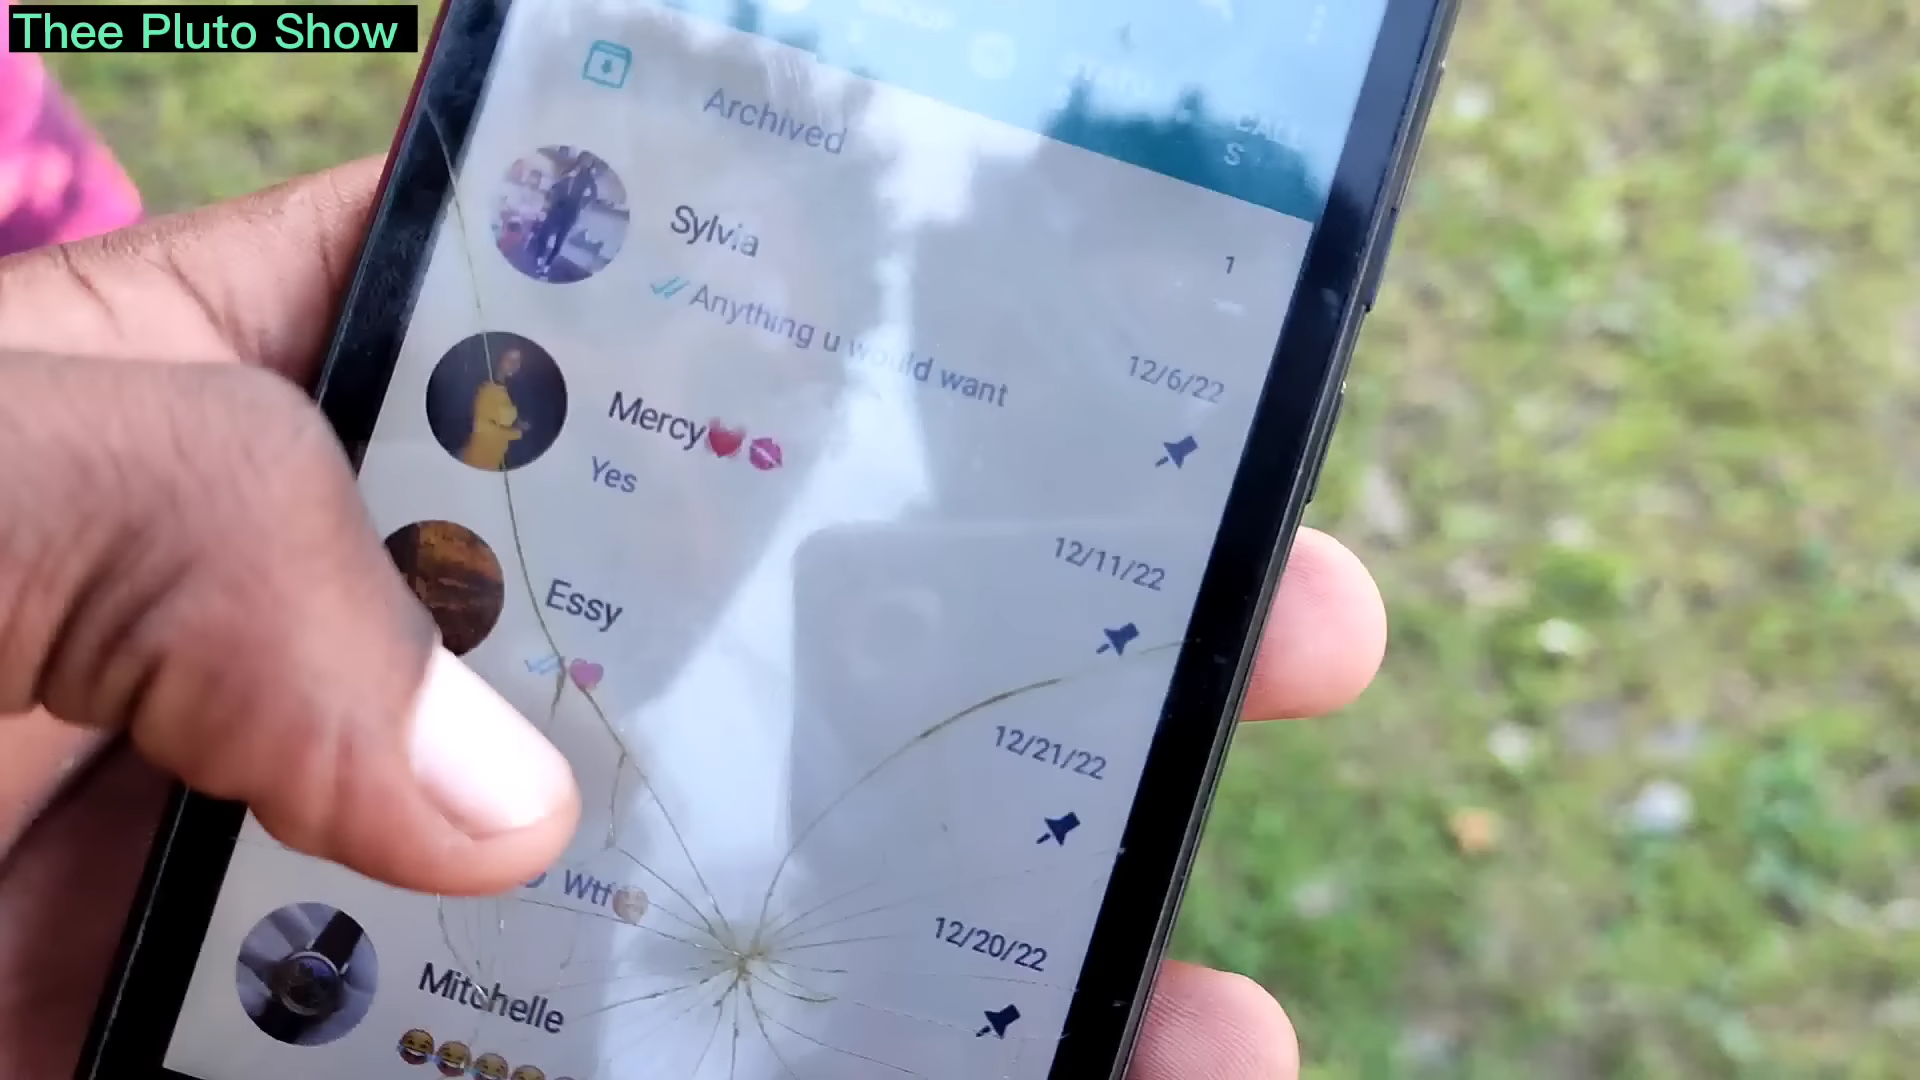 Thee Pluto Show
CALL
S
Archived
1
Sylvia
Anything u would want
12/6/22
Mercy💓💋
Yes
12/11/22
Essy
💗
12/21/22
Wtf
12/20/22
Mitchelle
😂😂😂😂